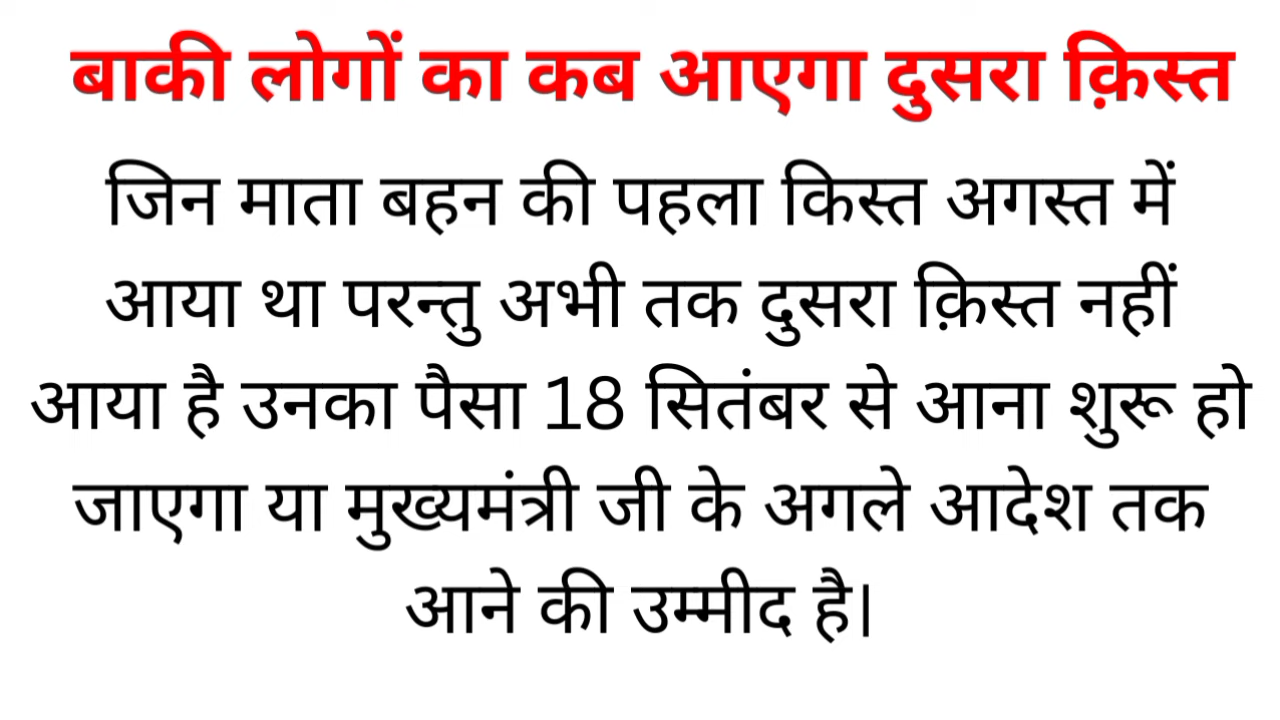 बाकी लोगों का कब आएगा दुसरा क़िस्त
जिन माता बहन की पहला किस्त अगस्त में
आया था परन्तु अभी तक दुसरा क़िस्त नहीं
आया है उनका पैसा 18 सितंबर से आना शुरू हो
जाएगा या मुख्यमंत्री जी के अगले आदेश तक
आने की उम्मीद है।